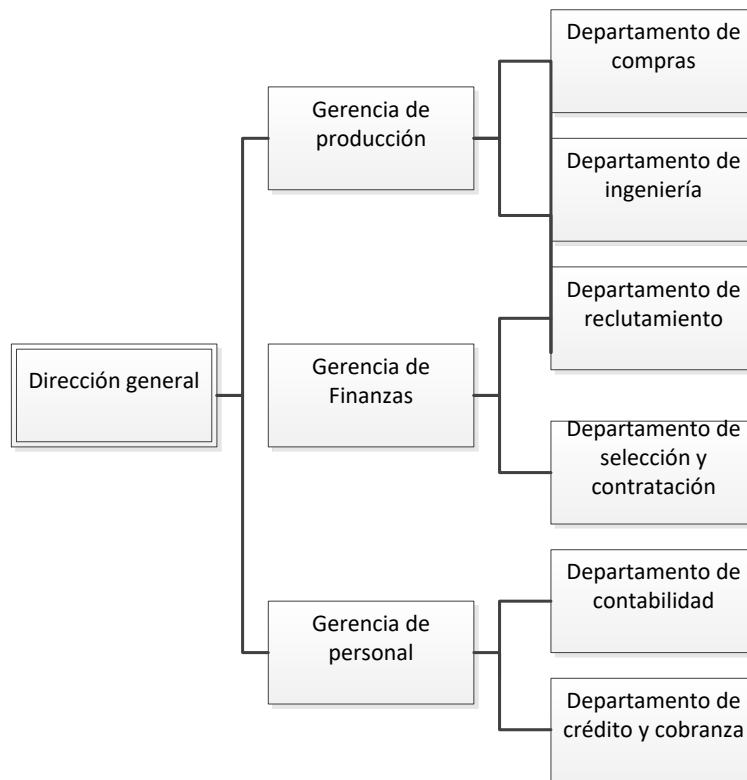 Dirección general
Gerencia de
producción
Departamento de
compras
Departamento de
ingeniería
Gerencia de
Finanzas
Departamento de
reclutamiento
Departamento de
selección y
contratación
Gerencia de
personal
Departamento de
contabilidad
Departamento de
crédito y cobranza